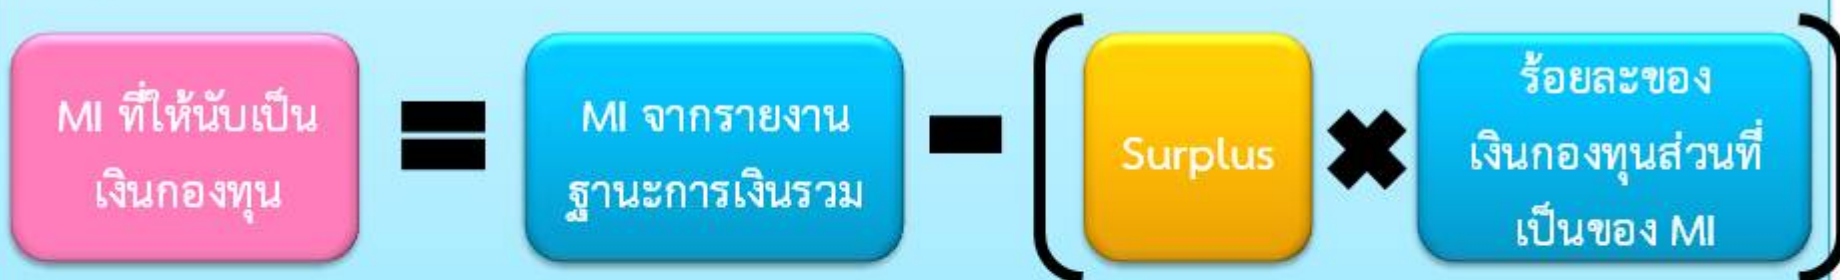 MI ที่ให้นับเป็น
เงินกองทุน
=
MI จากรายงาน
ฐานะการเงินรวม
-
(
Surplus
×
ร้อยละของ
เงินกองทุนส่วนที่
เป็นของ MI
)